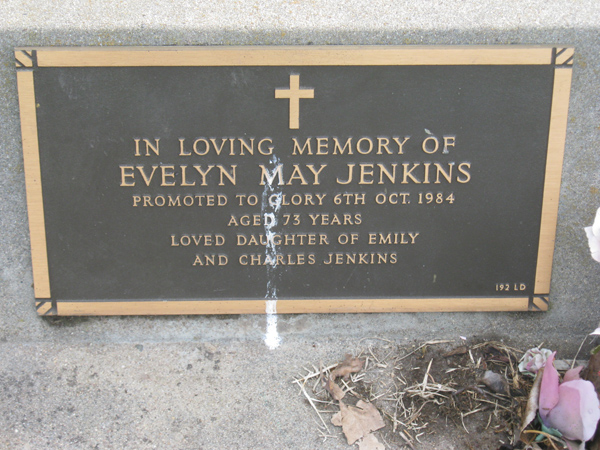 IN LOVING MEMORY OF
EVELYN MAY JENKINS
PROMOTED TO GLORY 6TH OCT. 1984
AGED 73 YEARS
LOVED DAUGHTER OF EMILY
AND CHARLES JENKINS
192 LD